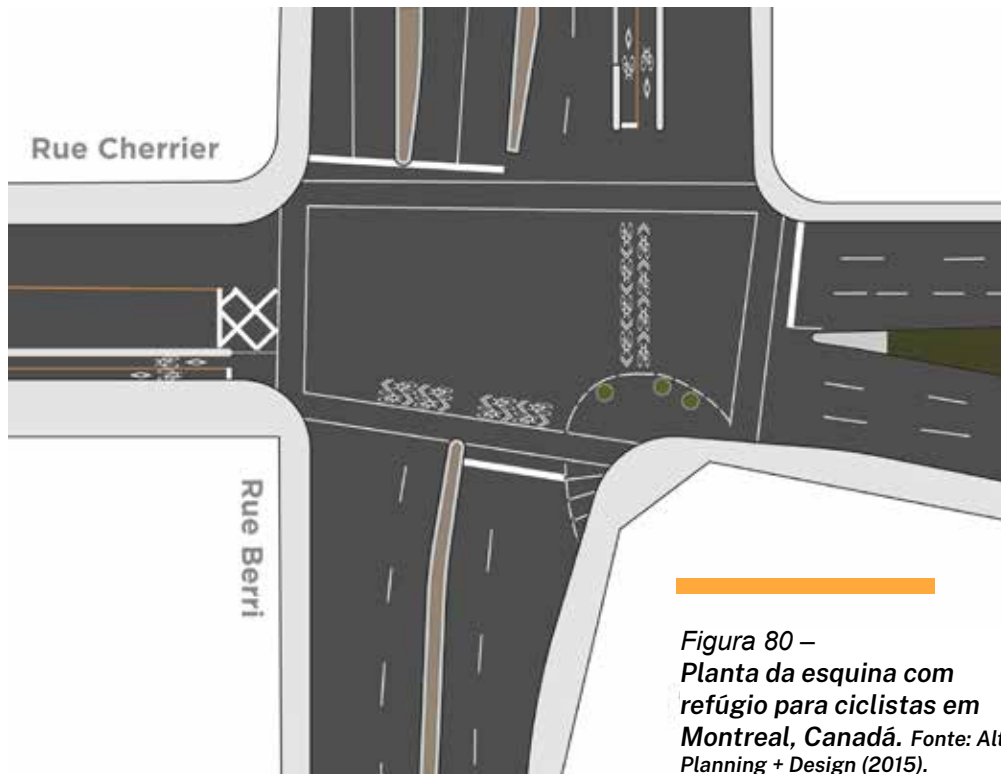 Rue Cherrier
Rue Berri
Figura 80 –
Planta da esquina com
refúgio para ciclistas em
Montreal, Canadá. Fonte: Alt
Planning + Design (2015).